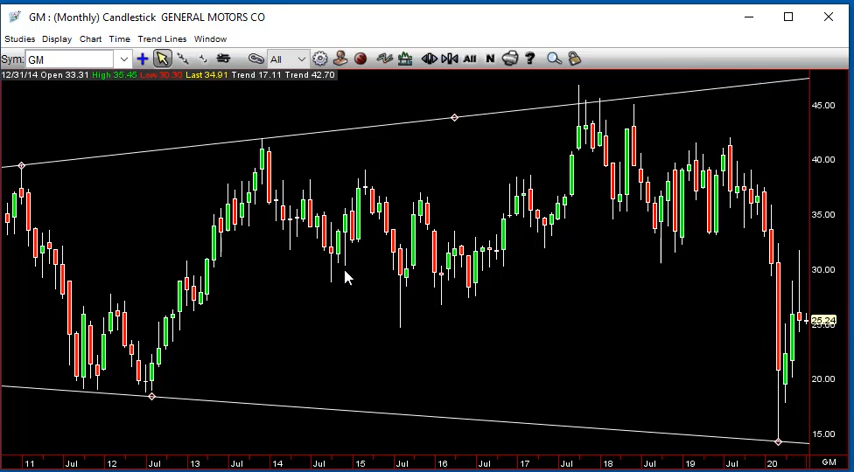 GM : (Monthly) Candlestick GENERAL MOTORS CO
Studies Display Chart Time Trend Lines Window
Sym: GM All All N ?
12/31/14 Open 33.31 High 35.45 Low 30.30 Last 34.91 Trend 17.11 Trend 42.70
45.00
40.00
35.00
30.00
25.24
25.00
20.00
15.00
11 Jul 12 Jul 13 Jul 14 Jul 15 Jul 16 Jul 17 Jul 18 Jul 19 Jul 20 GM